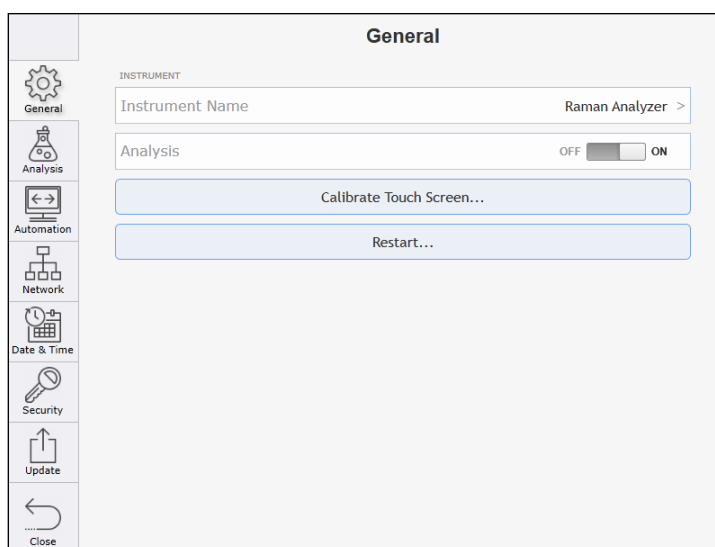 General
INSTRUMENT
Instrument Name Raman Analyzer >
Analysis OFF ON
Calibrate Touch Screen...
Restart...
General
Analysis
Automation
Network
Date & Time
Security
Update
Close